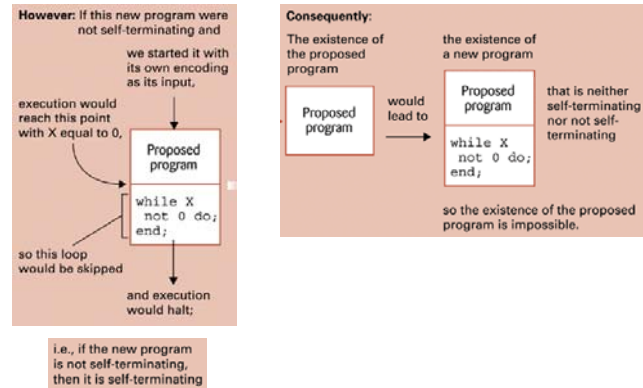 However: If this new program were
not self-terminating and
we started it with
its own encoding
as its input,
execution would
reach this point
with X equal to 0,
Proposed
program
while X
not 0 do;
end;
so this loop
would be skipped
and execution
would halt;
i.e., if the new program
is not self-terminating,
then it is self-terminating
Consequently:
The existence of
the proposed
program
Proposed
program
would
lead to
the existence of
a new program
Proposed
program
while X
not 0 do;
end;
that is neither
self-terminating
nor not self-
terminating
so the existence of the proposed
program is impossible.